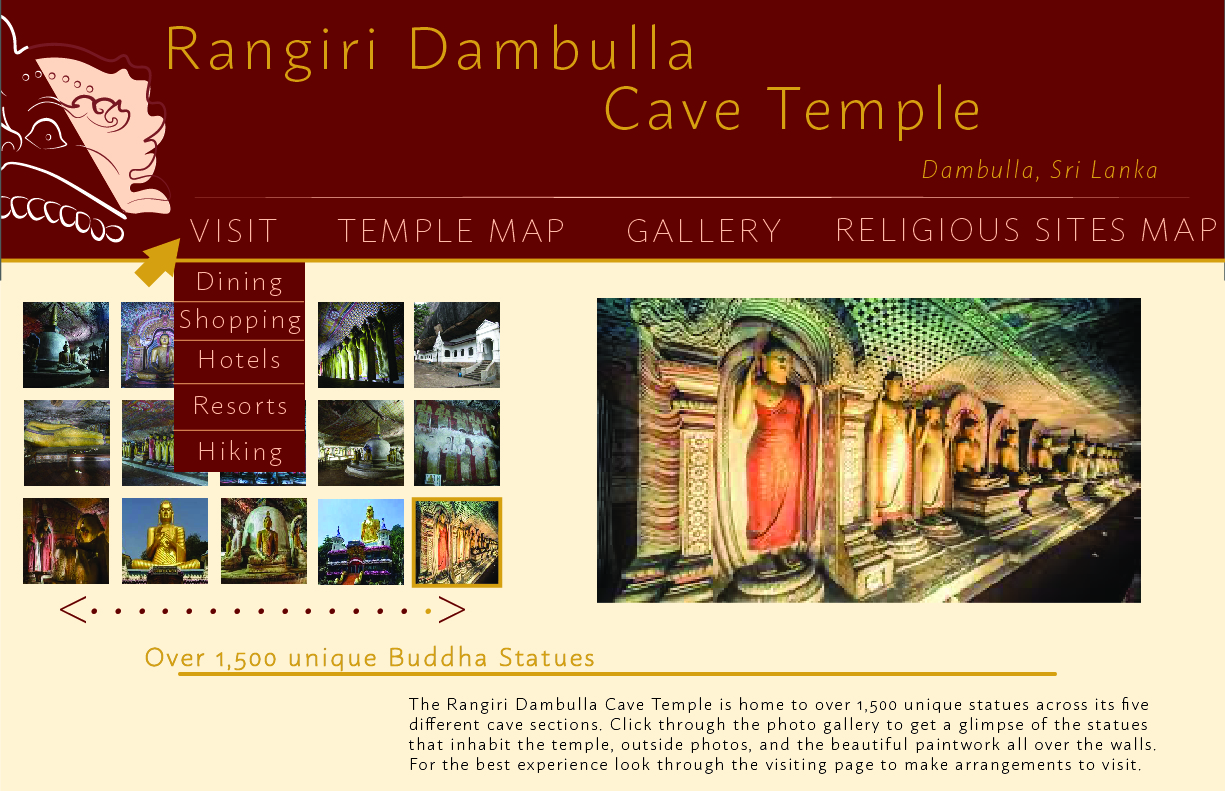 Rangiri Dambulla
Cave Temple
Dambulla, Sri Lanka
VISIT TEMPLE MAP GALLERY RELIGIOUS SITES MAP
Dining
Shopping
Hotels
Resorts
Hiking
Over 1,500 unique Buddha Statues
The Rangiri Dambulla Cave Temple is home to over 1,500 unique statues across its five
different cave sections. Click through the photo gallery to get a glimpse of the statues
that inhabit the temple, outside photos, and the beautiful paintwork all over the walls.
For the best experience look through the visiting page to make arrangements to visit.